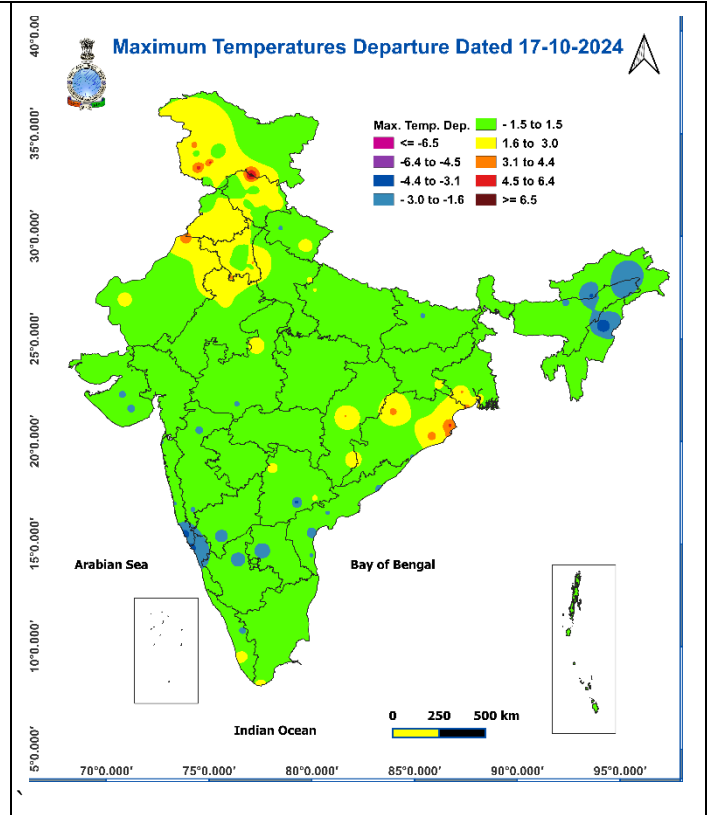 Maximum Temperatures Departure Dated 17-10-2024
Max. Temp. Dep.
<= -6.5
-6.4 to -4.5
-4.4 to -3.1
- 3.0 to -1.6
- 1.5 to 1.5
1.6 to 3.0
3.1 to 4.4
4.5 to 6.4
>= 6.5
40°0.00
35°0.000'
30°0.000'
25°0.000'
20°0.000'
15°0.000'
10°0.000'
5°0.000'
Arabian Sea
Bay of Bengal
Indian Ocean
0 250 500 km
70°0.000' 75°0.000' 80°0.000' 85°0.000' 90°0.000' 95°0.000'
`